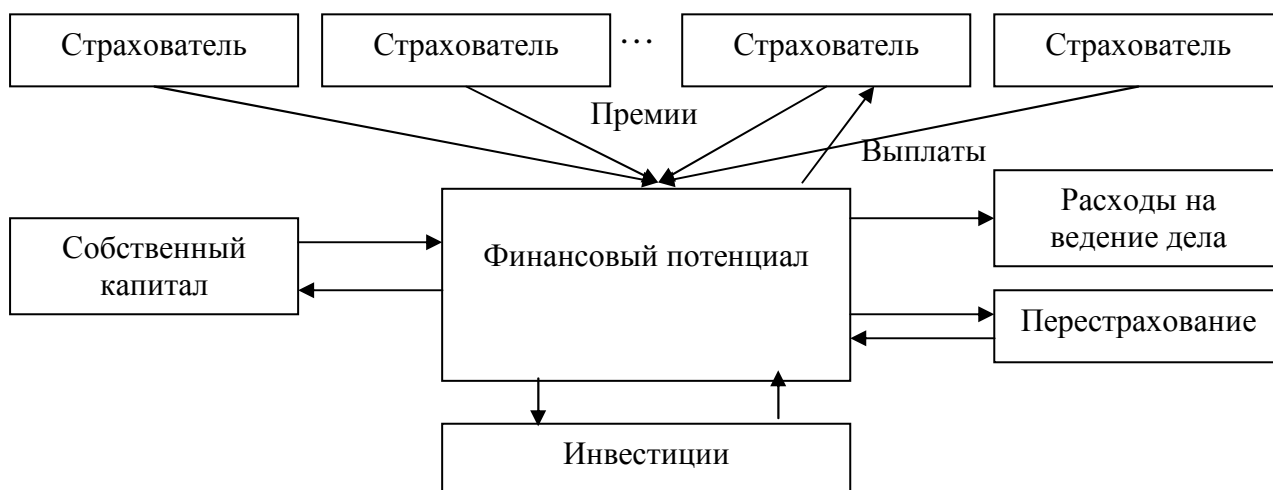 Страхователь
Страхователь
...
Страхователь
Страхователь
Премии
Выплаты
Собственный
капитал
Финансовый потенциал
Расходы на
ведение дела
Перестрахование
Инвестиции